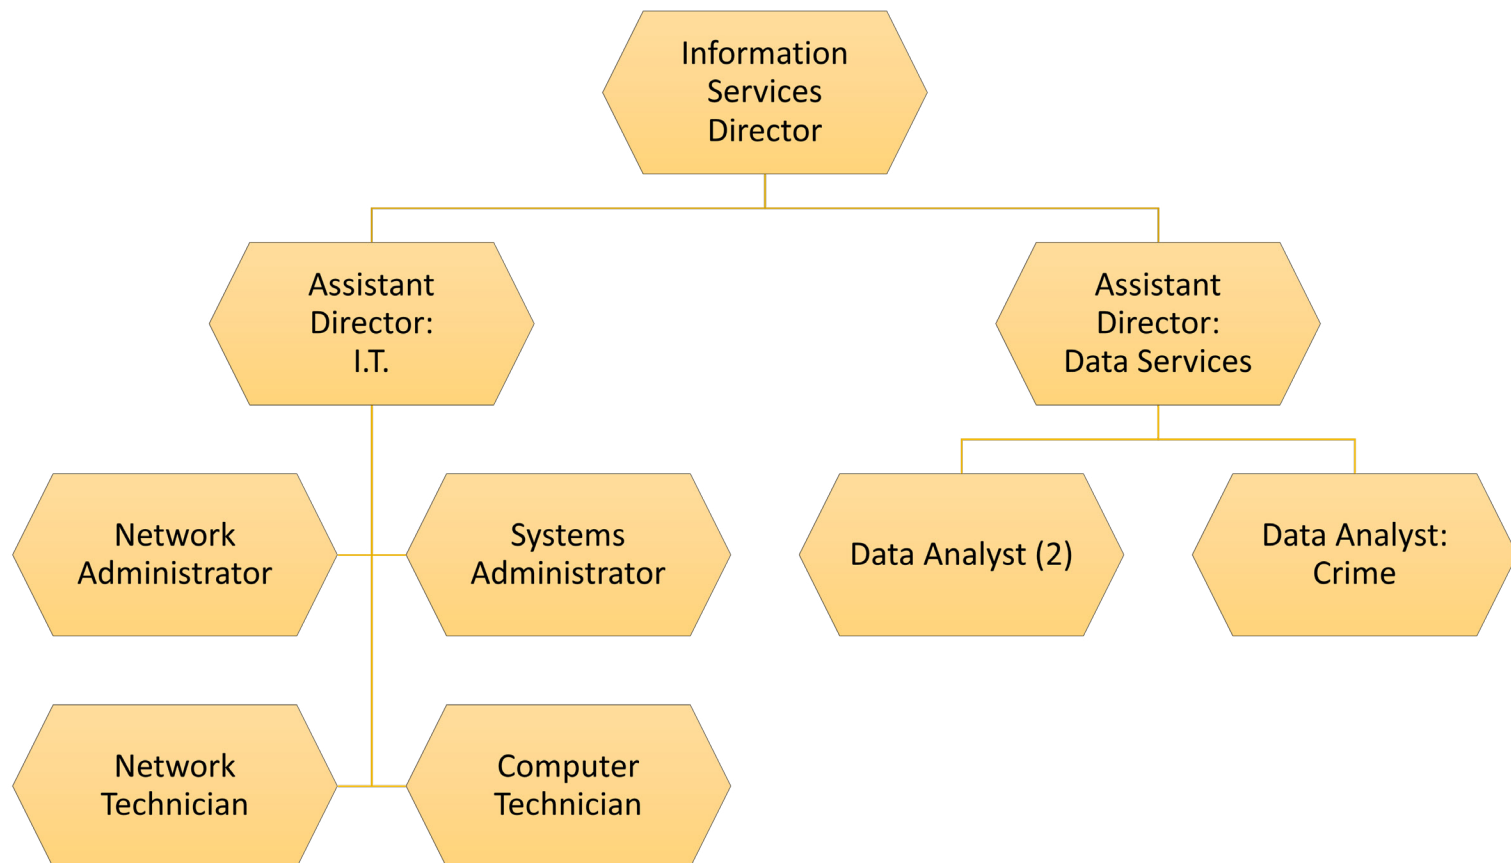 Information
Services
Director
Assistant
Director:
I.T.
Assistant
Director:
Data Services
Network
Administrator
Systems
Administrator
Data Analyst (2)
Data Analyst:
Crime
Network
Technician
Computer
Technician